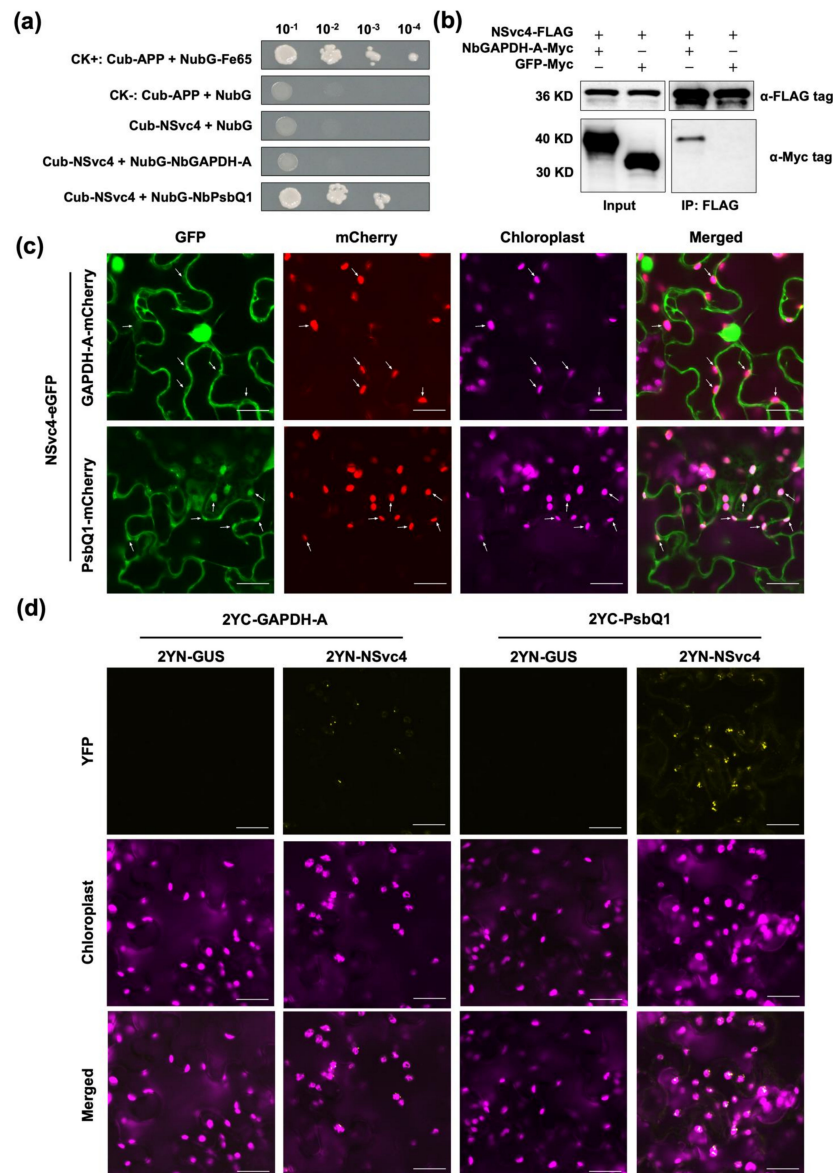 (a)
10-1 10-2 10-3 10-4
CK+: Cub-APP + NubG-Fe65
CK-: Cub-APP + NubG
Cub-NSvc4 + NubG
Cub-NSvc4 + NubG-NbGAPDH-A
Cub-NSvc4 + NubG-NbPsbQ1
(b)
NSvc4-FLAG + + + +
NbGAPDH-A-Myc + – + –
GFP-Myc – + – +
36 KD α-FLAG tag
40 KD
30 KD
α-Myc tag
Input IP: FLAG
(c)
GFP mCherry Chloroplast Merged
NSvc4-eGFP
GAPDH-A-mCherry
PsbQ1-mCherry
(d)
2YC-GAPDH-A 2YC-PsbQ1
2YN-GUS 2YN-NSvc4 2YN-GUS 2YN-NSvc4
YFP
Chloroplast
Merged